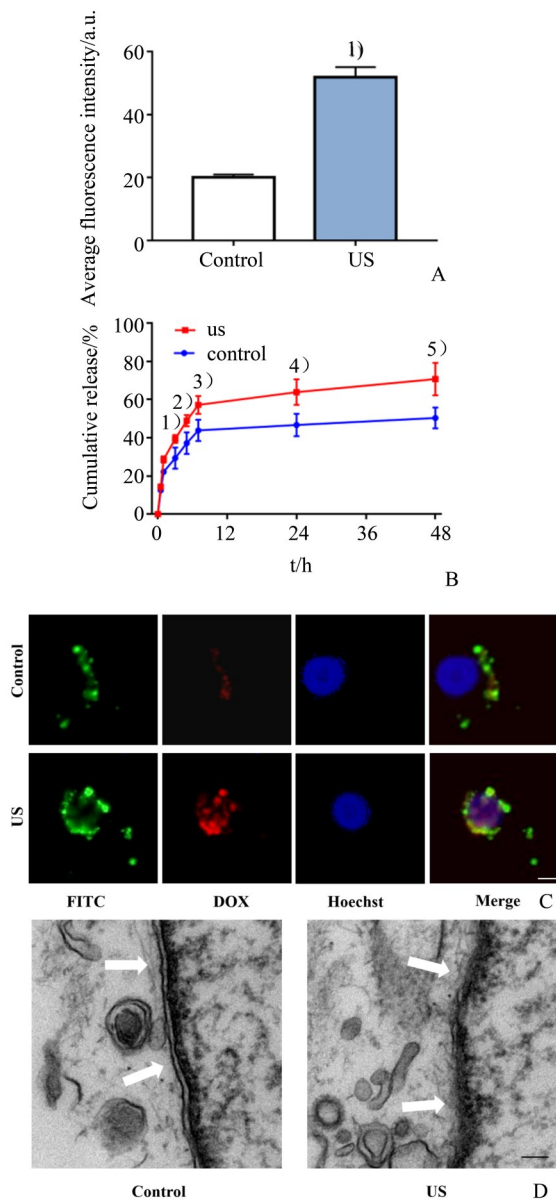 Average fluorescence intensity/a.u.
60
40
20
0
1)
Control
US
A
Cumulative release/%
100
80
60
40
20
0
us
control
1)
2)
3)
4)
5)
0
12
24
36
48
t/h
B
Control
US
FITC
DOX
Hoechst
Merge
C
Control
US
D